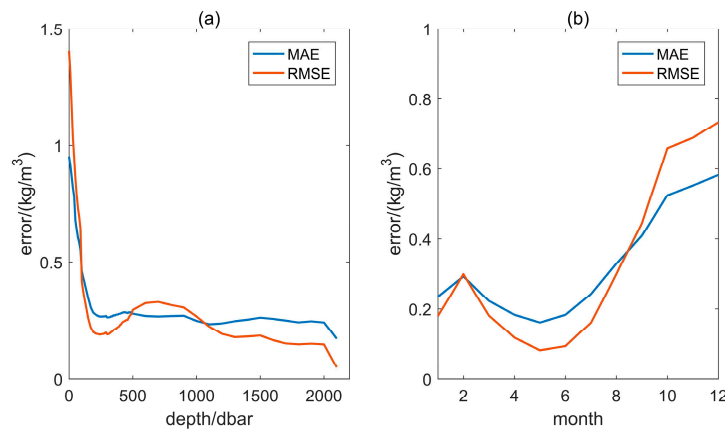 (a)
MAE
RMSE
error/(kg/m³)
1.5
1
0.5
0
0 500 1000 1500 2000
depth/dbar
(b)
MAE
RMSE
error/(kg/m³)
1
0.8
0.6
0.4
0.2
0
2 4 6 8 10 12
month